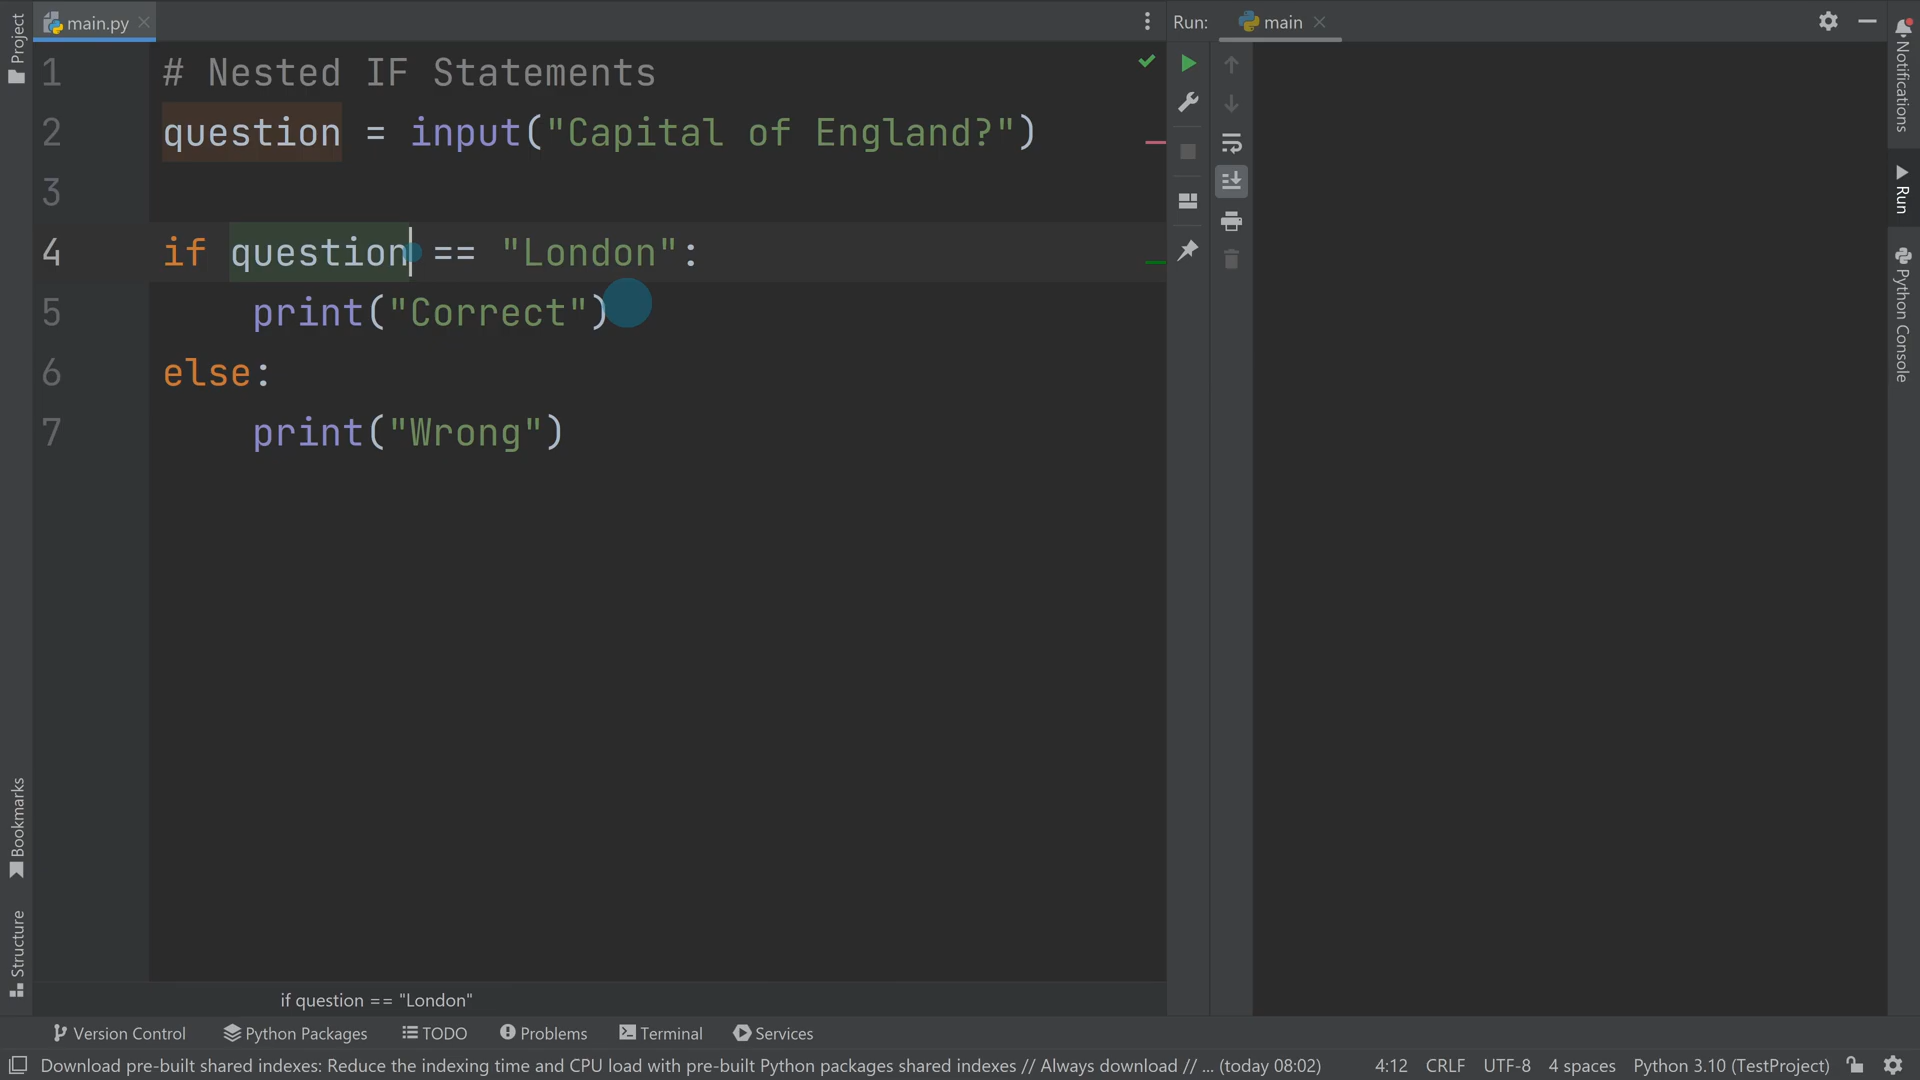 Project
main.py
Run:
main
1 # Nested IF Statements
2 question = input("Capital of England?")
3
4 if question == "London":
5 print("Correct")
6 else:
7 print("Wrong")
Notifications
Run
Python Console
Bookmarks
Structure
if question == "London"
Version Control
Python Packages
TODO
Problems
Terminal
Services
Download pre-built shared indexes: Reduce the indexing time and CPU load with pre-built Python packages shared indexes // Always download // ... (today 08:02)
4:12
CRLF
UTF-8
4 spaces
Python 3.10 (TestProject)